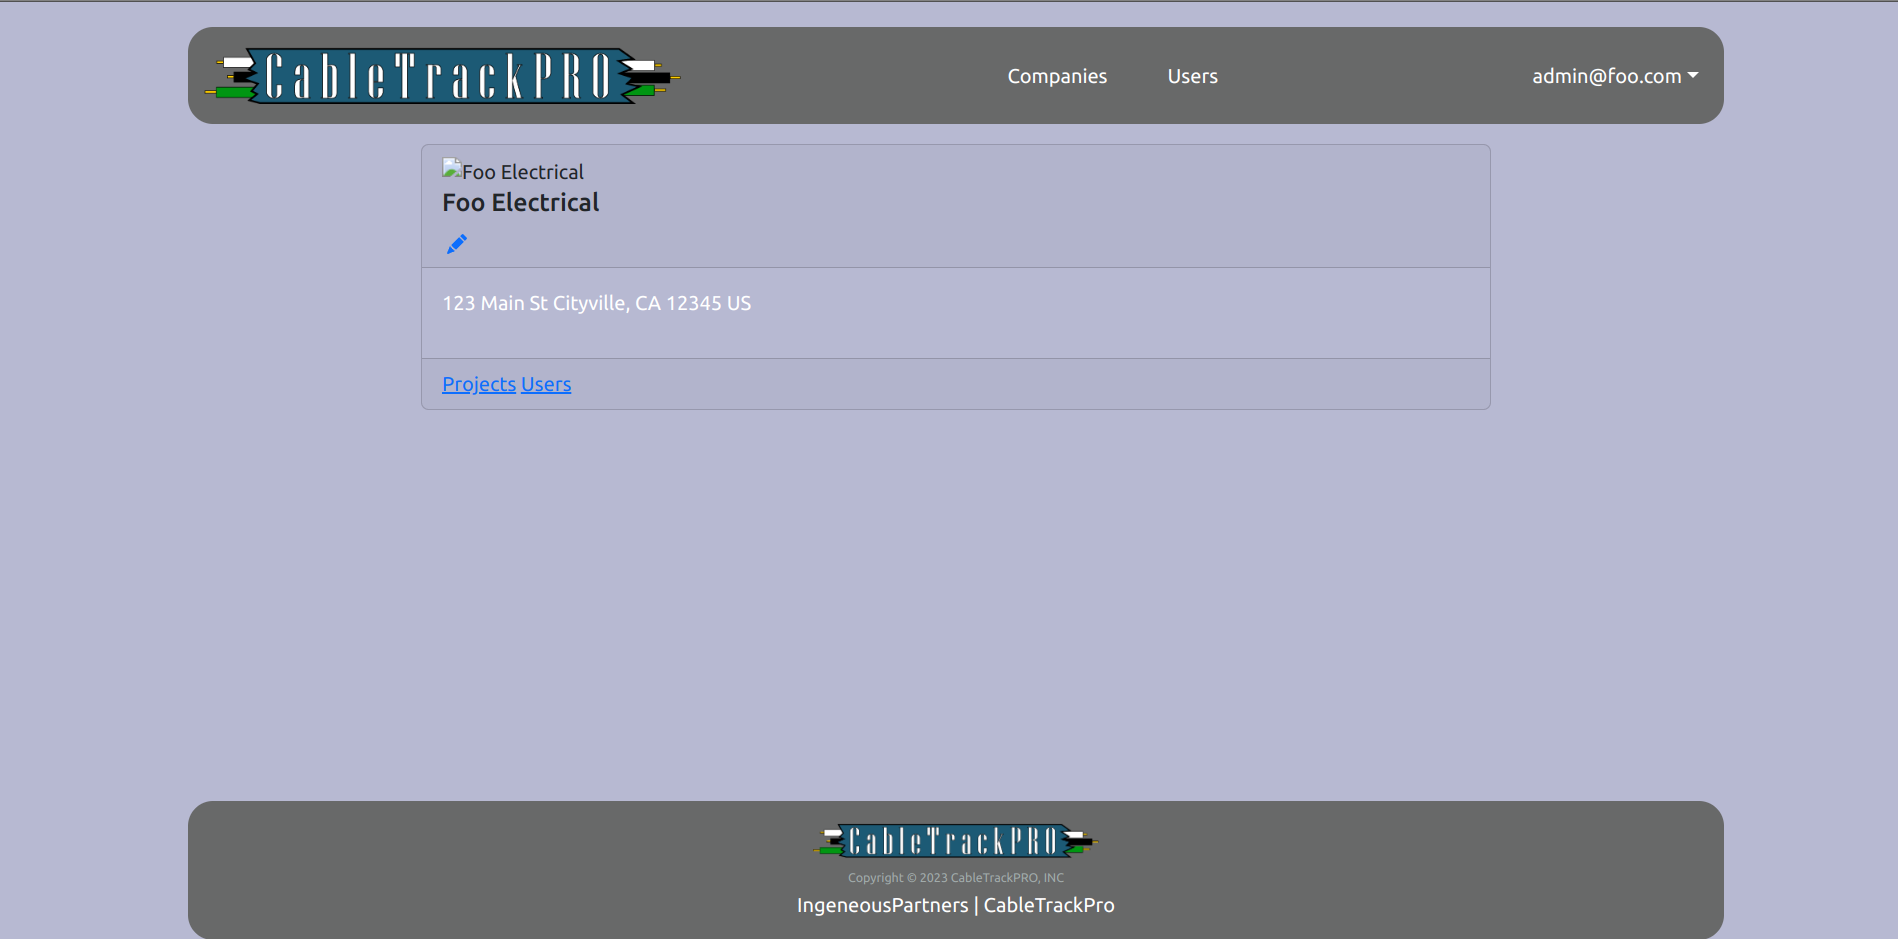 CableTrackPRO
Companies Users admin@foo.com
Foo Electrical
Foo Electrical
123 Main St Cityville, CA 12345 US
Projects Users
CableTrackPRO
Copyright © 2023 CableTrackPRO, INC
IngeneousPartners | CableTrackPro